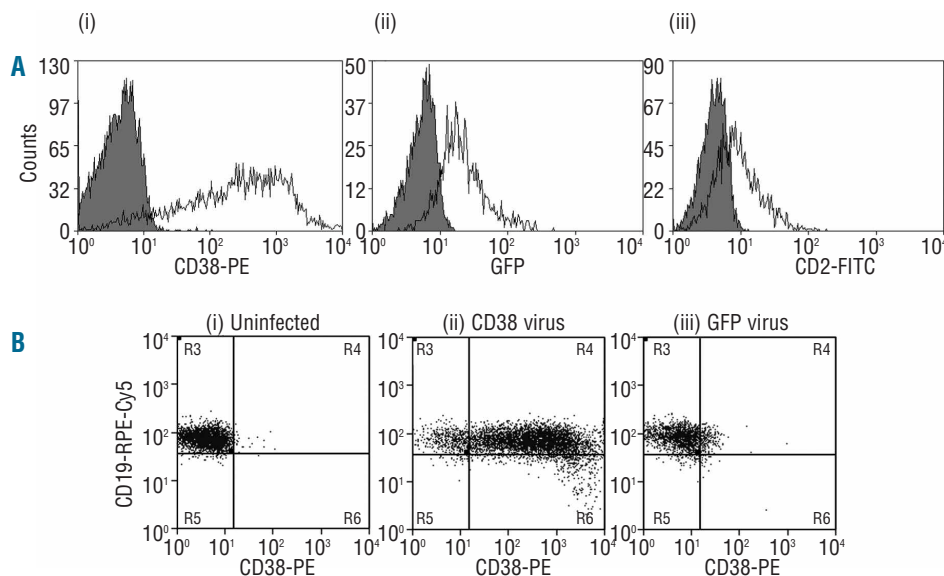 (i) (ii) (iii)
A
130 97 65 32 0
Counts
10⁰ 10¹ 10² 10³ 10⁴
CD38-PE
50 37 25 12 0
10⁰ 10¹ 10² 10³ 10⁴
GFP
90 67 45 22 0
10⁰ 10¹ 10² 10³ 10⁴
CD2-FITC
B
(i) Uninfected
10⁴ 10³ 10² 10¹ 10⁰
CD19-RPE-Cy5
R3 R4
R5 R6
10⁰ 10¹ 10² 10³ 10⁴
CD38-PE
(ii) CD38 virus
10⁴ 10³ 10² 10¹ 10⁰
R3 R4
R5 R6
10⁰ 10¹ 10² 10³ 10⁴
CD38-PE
(iii) GFP virus
10⁴ 10³ 10² 10¹ 10⁰
R3 R4
R5 R6
10⁰ 10¹ 10² 10³ 10⁴
CD38-PE